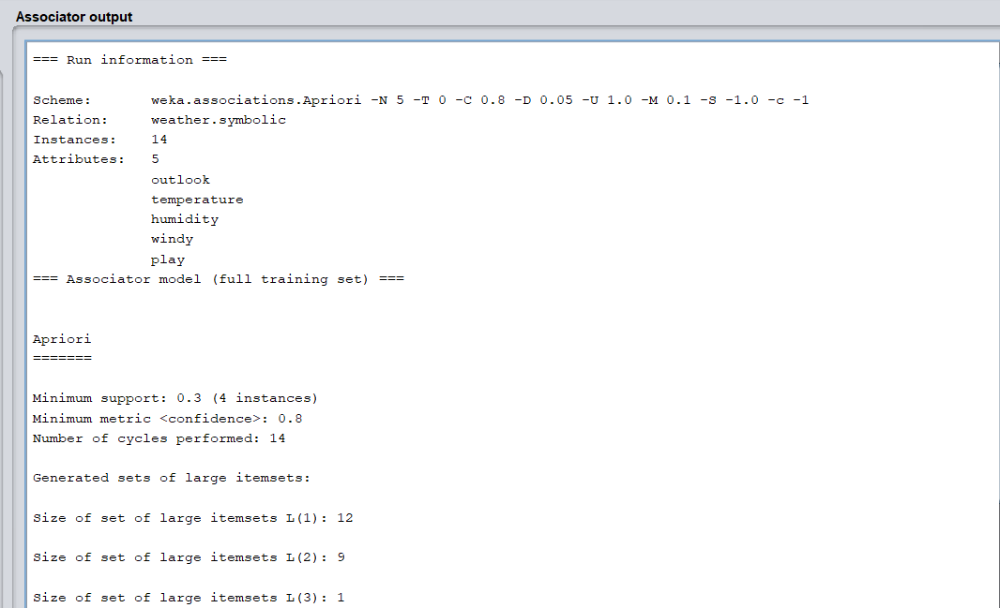 Associator output
=== Run information ===
Scheme:       weka.associations.Apriori -N 5 -T 0 -C 0.8 -D 0.05 -U 1.0 -M 0.1 -S -1.0 -c -1
Relation:     weather.symbolic
Instances:    14
Attributes:   5
              outlook
              temperature
              humidity
              windy
              play
=== Associator model (full training set) ===
Apriori
=======
Minimum support: 0.3 (4 instances)
Minimum metric <confidence>: 0.8
Number of cycles performed: 14
Generated sets of large itemsets:
Size of set of large itemsets L(1): 12
Size of set of large itemsets L(2): 9
Size of set of large itemsets L(3): 1